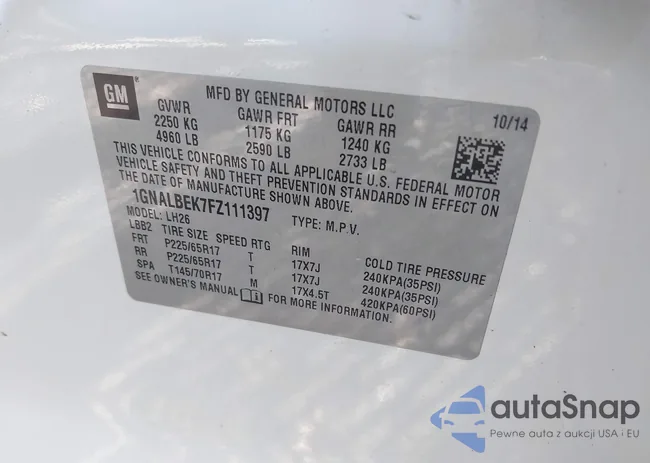 GM
MFD BY GENERAL MOTORS LLC
10/14
GVWR GAWR FRT GAWR RR
2250 KG 1175 KG 1240 KG
4960 LB 2590 LB 2733 LB
THIS VEHICLE CONFORMS TO ALL APPLICABLE U.S. FEDERAL MOTOR
VEHICLE SAFETY AND THEFT PREVENTION STANDARDS IN EFFECT ON
THE DATE OF MANUFACTURE SHOWN ABOVE.
1GNALBEK7FZ111397 TYPE: M.P.V.
MODEL: LH26
LBB2 TIRE SIZE SPEED RTG RIM COLD TIRE PRESSURE
FRT P225/65R17 T 17X7J 240KPA(35PSI)
RR P225/65R17 T 17X7J 240KPA(35PSI)
SPA T145/70R17 M 17X4.5T 420KPA(60PSI)
SEE OWNER'S MANUAL FOR MORE INFORMATION.
autaSnap
Pewne auta z aukcji USA i EU